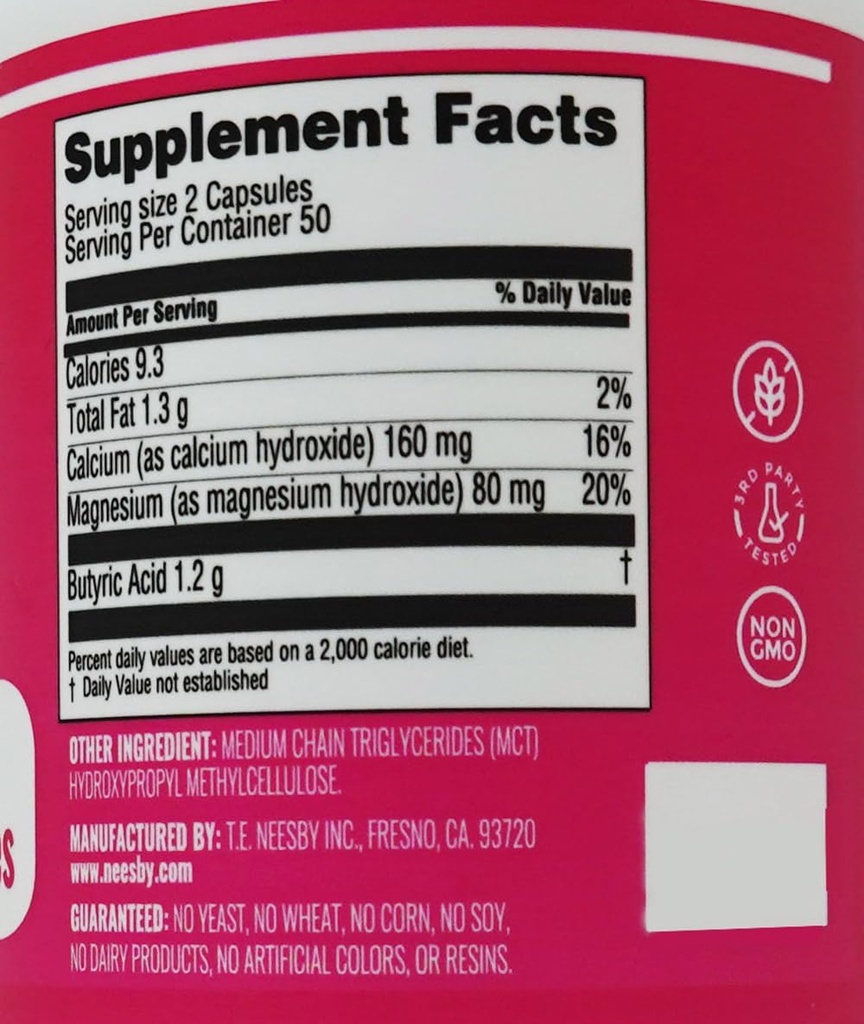 Supplement Facts
Serving size 2 Capsules
Serving Per Container 50
Amount Per Serving % Daily Value
Calories 9.3
Total Fat 1.3 g 2%
Calcium (as calcium hydroxide) 160 mg 16%
Magnesium (as magnesium hydroxide) 80 mg 20%
Butyric Acid 1.2 g †
Percent daily values are based on a 2,000 calorie diet.
† Daily Value not established
3RD PARTY
TESTED
NON
GMO
OTHER INGREDIENT: MEDIUM CHAIN TRIGLYCERIDES (MCT)
HYDROXYPROPYL METHYLCELLULOSE.
MANUFACTURED BY: T.E. NEESBY INC., FRESNO, CA. 93720
www.neesby.com
GUARANTEED: NO YEAST, NO WHEAT, NO CORN, NO SOY,
NO DAIRY PRODUCTS, NO ARTIFICIAL COLORS, OR RESINS.